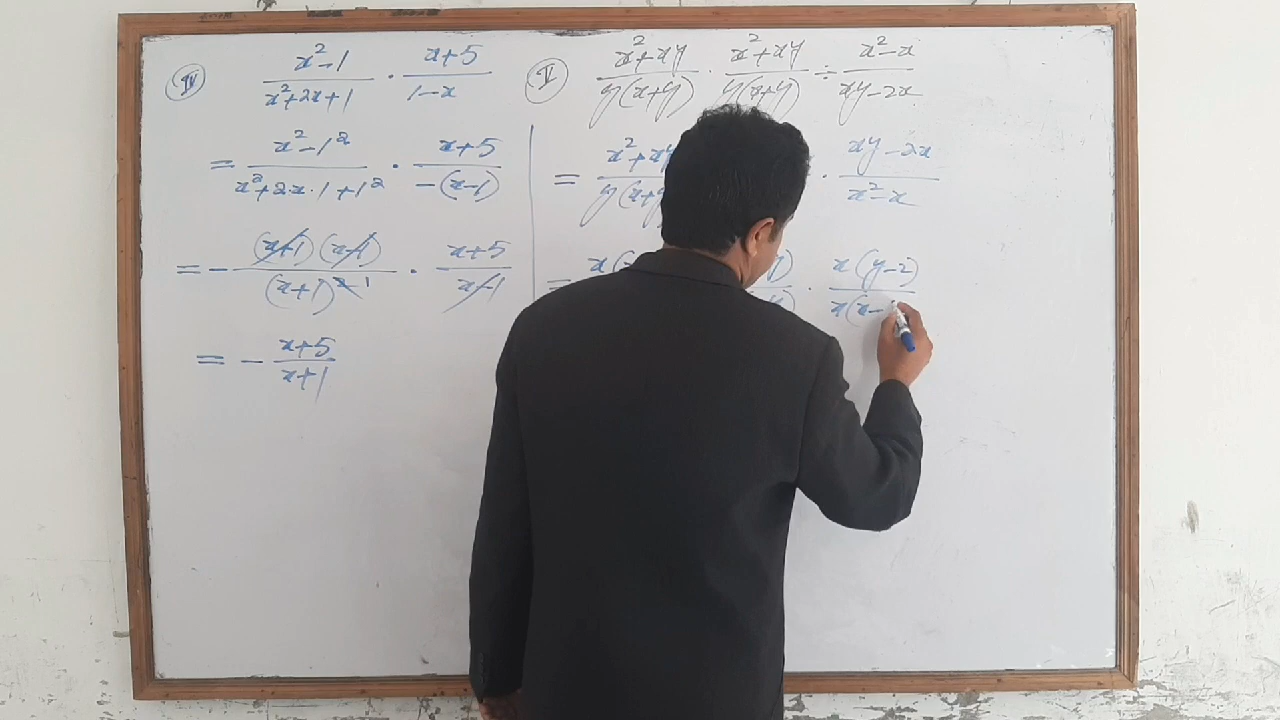 (IV) (x²-1)/(x²+2x+1) · (x+5)/(1-x)
= (x²-1²)/(x²+2x·1+1²) · (x+5)/(-(x-1))
= - ((x+1)(x-1))/((x+1)²⁻¹) · (x+5)/(x-1)
= - (x+5)/(x+1)
(V) (x²+xy)/(y(x+y)) · (x²+xy)/(y(x+y)) ÷ (x²-x)/(xy-2x)
= (x²+xy)/(y(x+y · (xy-2x)/(x²-x)
= x( · x(y-2)/(x(x-